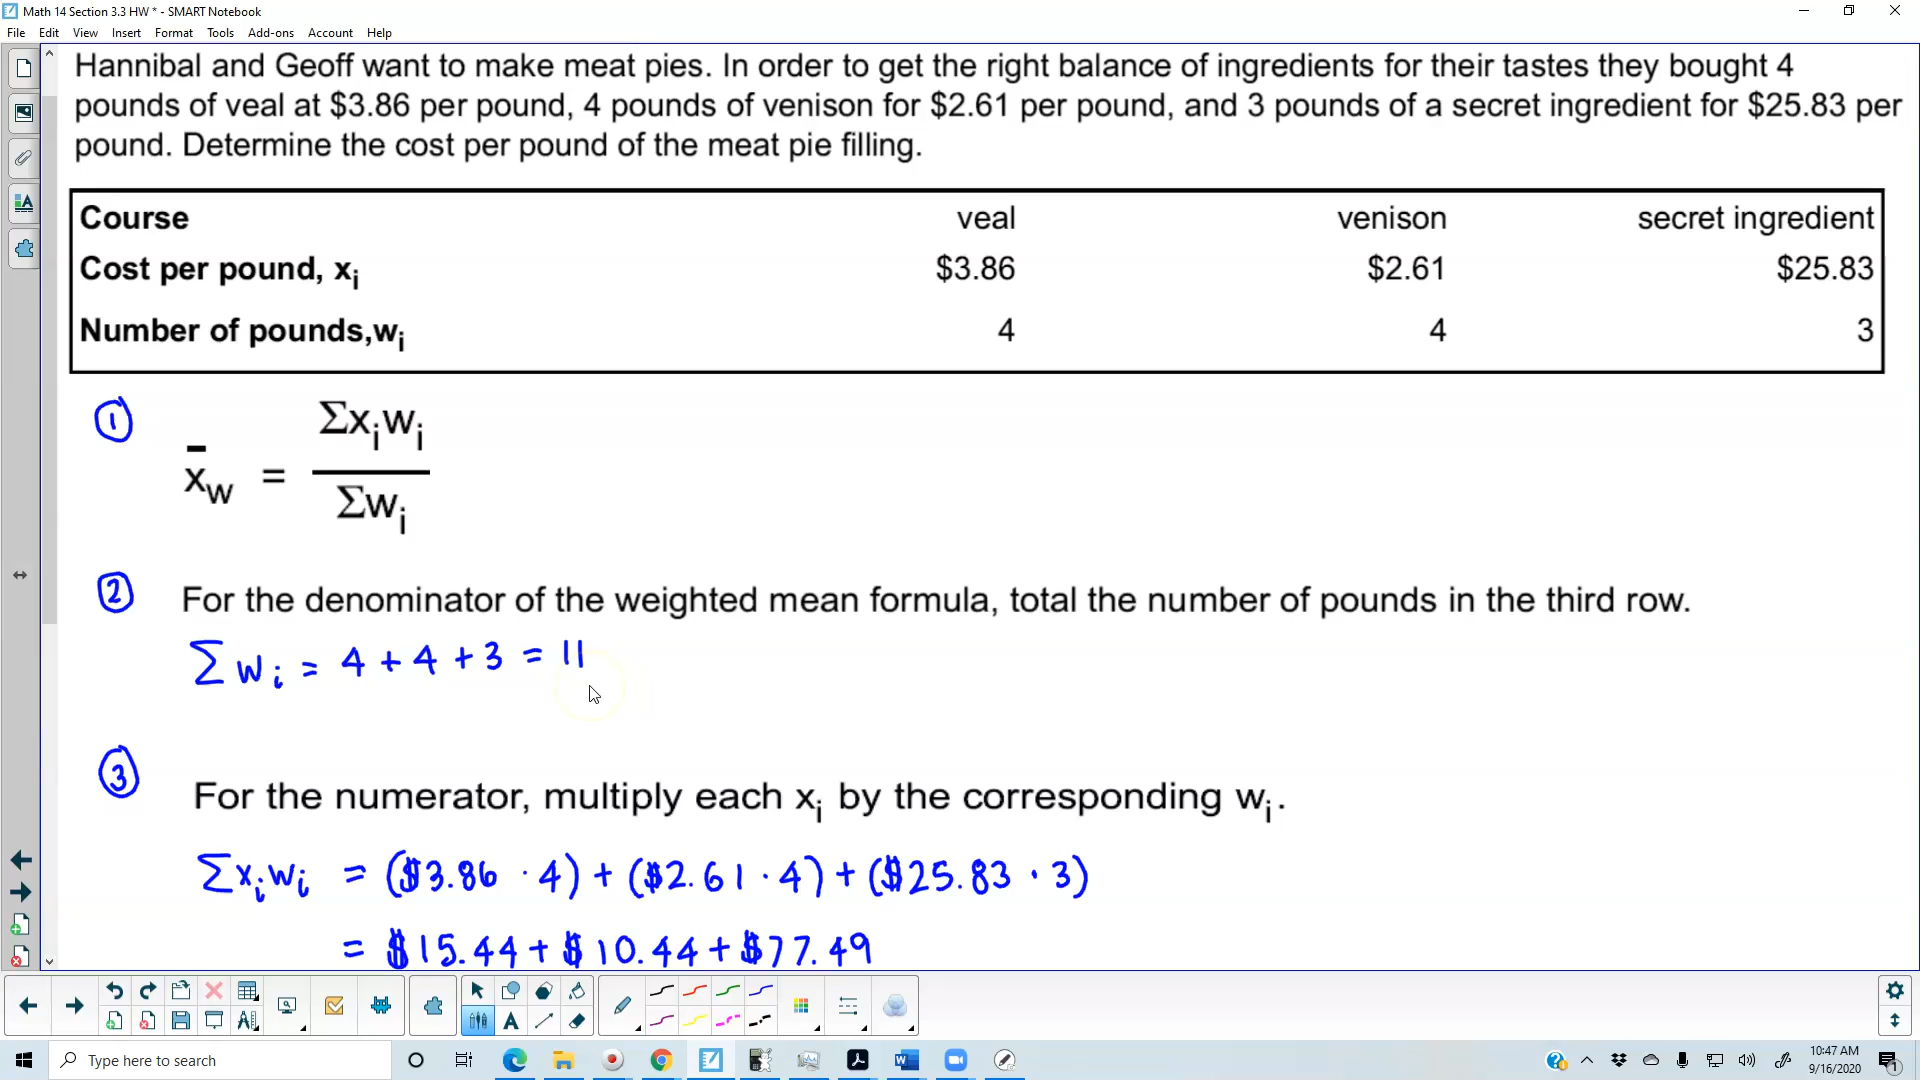 Math 14 Section 3.3 HW * - SMART Notebook
File Edit View Insert Format Tools Add-ons Account Help
Hannibal and Geoff want to make meat pies. In order to get the right balance of ingredients for their tastes they bought 4
pounds of veal at $3.86 per pound, 4 pounds of venison for $2.61 per pound, and 3 pounds of a secret ingredient for $25.83 per
pound. Determine the cost per pound of the meat pie filling.
Course veal venison secret ingredient
Cost per pound, xᵢ $3.86 $2.61 $25.83
Number of pounds,wᵢ 4 4 3
① Σxᵢwᵢ
x̄w =
Σwᵢ
② For the denominator of the weighted mean formula, total the number of pounds in the third row.
Σ wᵢ = 4 + 4 + 3 = 11
③ For the numerator, multiply each xᵢ by the corresponding wᵢ.
Σxᵢwᵢ = ($3.86 · 4) + ($2.61 · 4) + ($25.83 · 3)
= $15.44 + $10.44 + $77.49
Type here to search
10:47 AM
9/16/2020